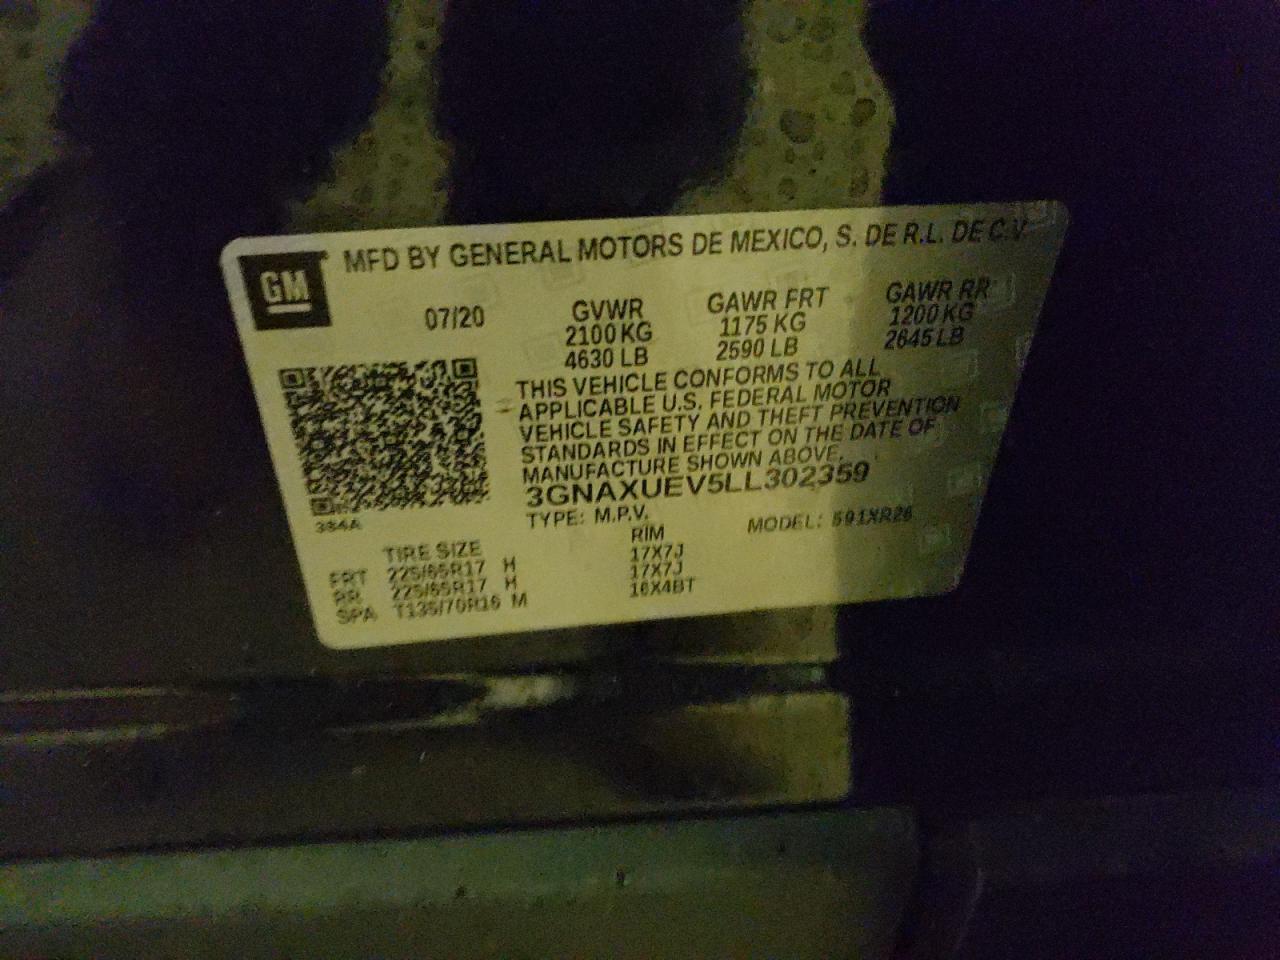 GM MFD BY GENERAL MOTORS DE MEXICO, S. DE R.L. DE C.V.
07/20
GVWR
2100 KG
4630 LB
GAWR FRT
1175 KG
2590 LB
GAWR RR
1200 KG
2645 LB
THIS VEHICLE CONFORMS TO ALL
APPLICABLE U.S. FEDERAL MOTOR
VEHICLE SAFETY AND THEFT PREVENTION
STANDARDS IN EFFECT ON THE DATE OF
MANUFACTURE SHOWN ABOVE.
3GNAXUEV5LL302359
384A
TYPE: M.P.V. MODEL: 591XR26
TIRE SIZE RIM
FRT 225/65R17 H 17X7J
RR 225/65R17 H 17X7J
SPA T135/70R16 M 16X4BT